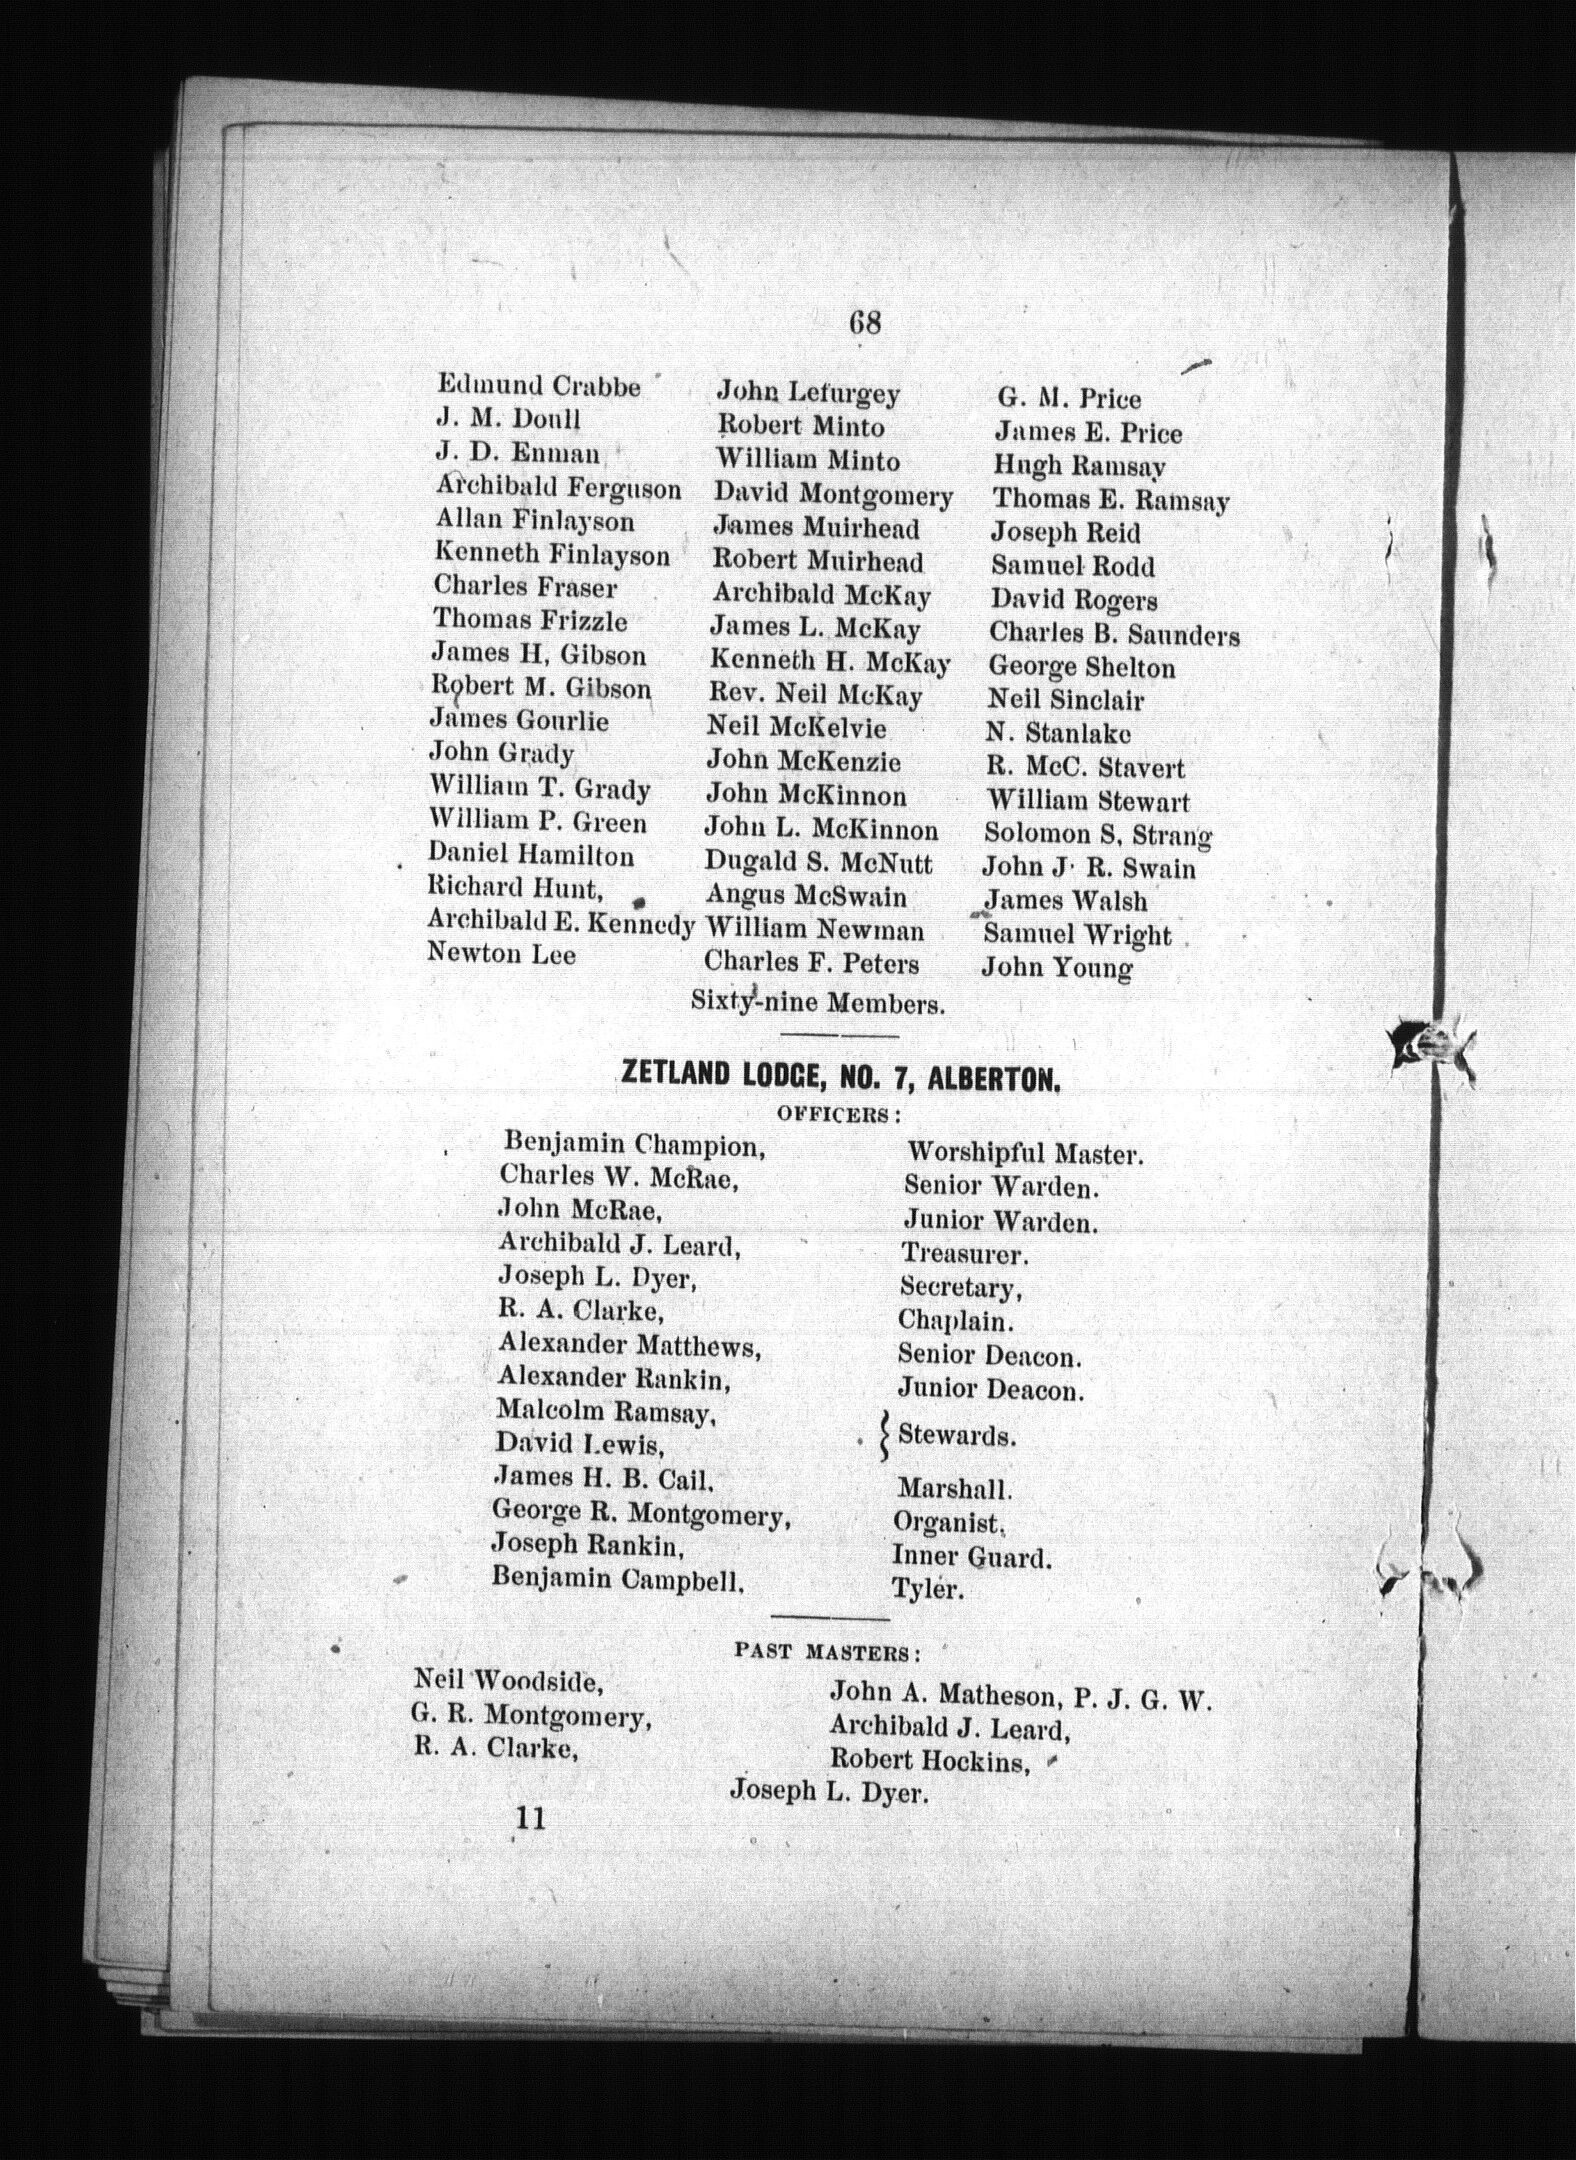 68
Edmund Crabbe John Lefurgey G. M. Price
J. M. Doull Robert Minto James E. Price
J. D. Enman William Minto Hugh Ramsay
Archibald Ferguson David Montgomery Thomas E. Ramsay
Allan Finlayson James Muirhead Joseph Reid
Kenneth Finlayson Robert Muirhead Samuel Rodd
Charles Fraser Archibald McKay David Rogers
Thomas Frizzle James L. McKay Charles B. Saunders
James H, Gibson Kenneth H. McKay George Shelton
Robert M. Gibson Rev. Neil McKay Neil Sinclair
James Gourlie Neil McKelvie N. Stanlake
John Grady John McKenzie R. McC. Stavert
William T. Grady John McKinnon William Stewart
William P. Green John L. McKinnon Solomon S, Strang
Daniel Hamilton Dugald S. McNutt John J. R. Swain
Richard Hunt, Angus McSwain James Walsh
Archibald E. Kennedy William Newman Samuel Wright
Newton Lee Charles F. Peters John Young
Sixty-nine Members.
ZETLAND LODGE, NO. 7, ALBERTON.
OFFICERS:
Benjamin Champion, Worshipful Master.
Charles W. McRae, Senior Warden.
John McRae, Junior Warden.
Archibald J. Leard, Treasurer.
Joseph L. Dyer, Secretary,
R. A. Clarke, Chaplain.
Alexander Matthews, Senior Deacon.
Alexander Rankin, Junior Deacon.
Malcolm Ramsay,
David Lewis, } Stewards.
James H. B. Cail, Marshall.
George R. Montgomery, Organist.
Joseph Rankin, Inner Guard.
Benjamin Campbell, Tyler.
PAST MASTERS:
Neil Woodside, John A. Matheson, P. J. G. W.
G. R. Montgomery, Archibald J. Leard,
R. A. Clarke, Robert Hockins,
Joseph L. Dyer.
11